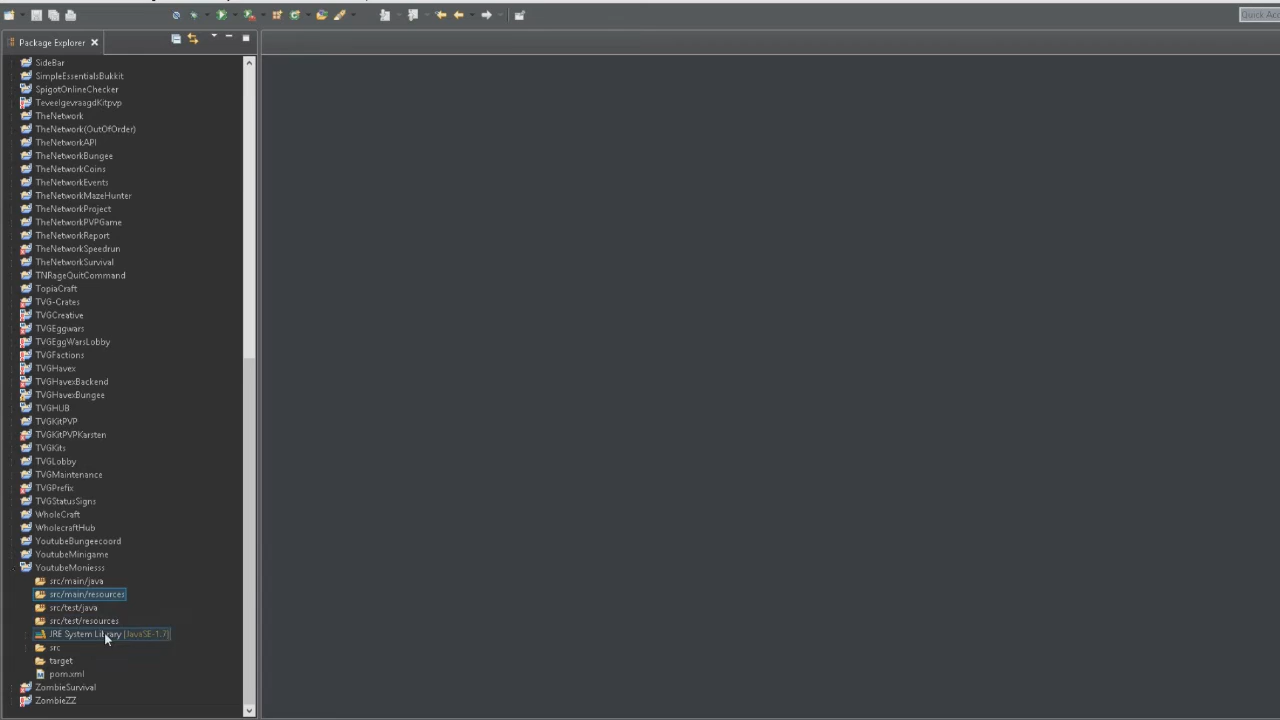 Quick Acc
Package Explorer
SideBar
SimpleEssentialsBukkit
SpigotOnlineChecker
TeveelgevraagdKitpvp
TheNetwork
TheNetwork(OutOfOrder)
TheNetworkAPI
TheNetworkBungee
TheNetworkCoins
TheNetworkEvents
TheNetworkMazeHunter
TheNetworkProject
TheNetworkPVPGame
TheNetworkReport
TheNetworkSpeedrun
TheNetworkSurvival
TNRageQuitCommand
TopiaCraft
TVG-Crates
TVGCreative
TVGEggwars
TVGEggWarsLobby
TVGFactions
TVGHavex
TVGHavexBackend
TVGHavexBungee
TVGHUB
TVGKitPVP
TVGKitPVPKarsten
TVGKits
TVGLobby
TVGMaintenance
TVGPrefix
TVGStatusSigns
WholeCraft
WholecraftHub
YoutubeBungeecoord
YoutubeMinigame
YoutubeMoniesss
src/main/java
src/main/resources
src/test/java
src/test/resources
JRE System Library [JavaSE-1.7]
src
target
pom.xml
ZombieSurvival
ZombieZZ